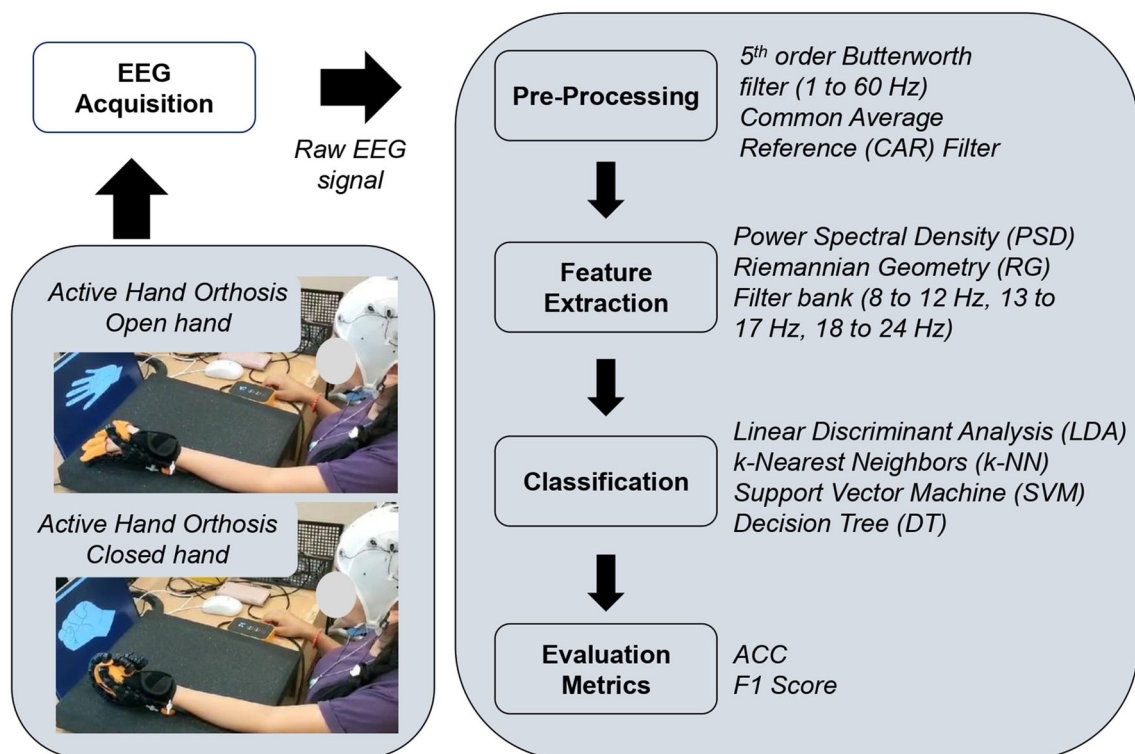 EEG
Acquisition
Raw EEG
signal
Active Hand Orthosis
Open hand
Active Hand Orthosis
Closed hand
Pre-Processing
5th order Butterworth
filter (1 to 60 Hz)
Common Average
Reference (CAR) Filter
Feature
Extraction
Power Spectral Density (PSD)
Riemannian Geometry (RG)
Filter bank (8 to 12 Hz, 13 to
17 Hz, 18 to 24 Hz)
Classification
Linear Discriminant Analysis (LDA)
k-Nearest Neighbors (k-NN)
Support Vector Machine (SVM)
Decision Tree (DT)
Evaluation
Metrics
ACC
F1 Score